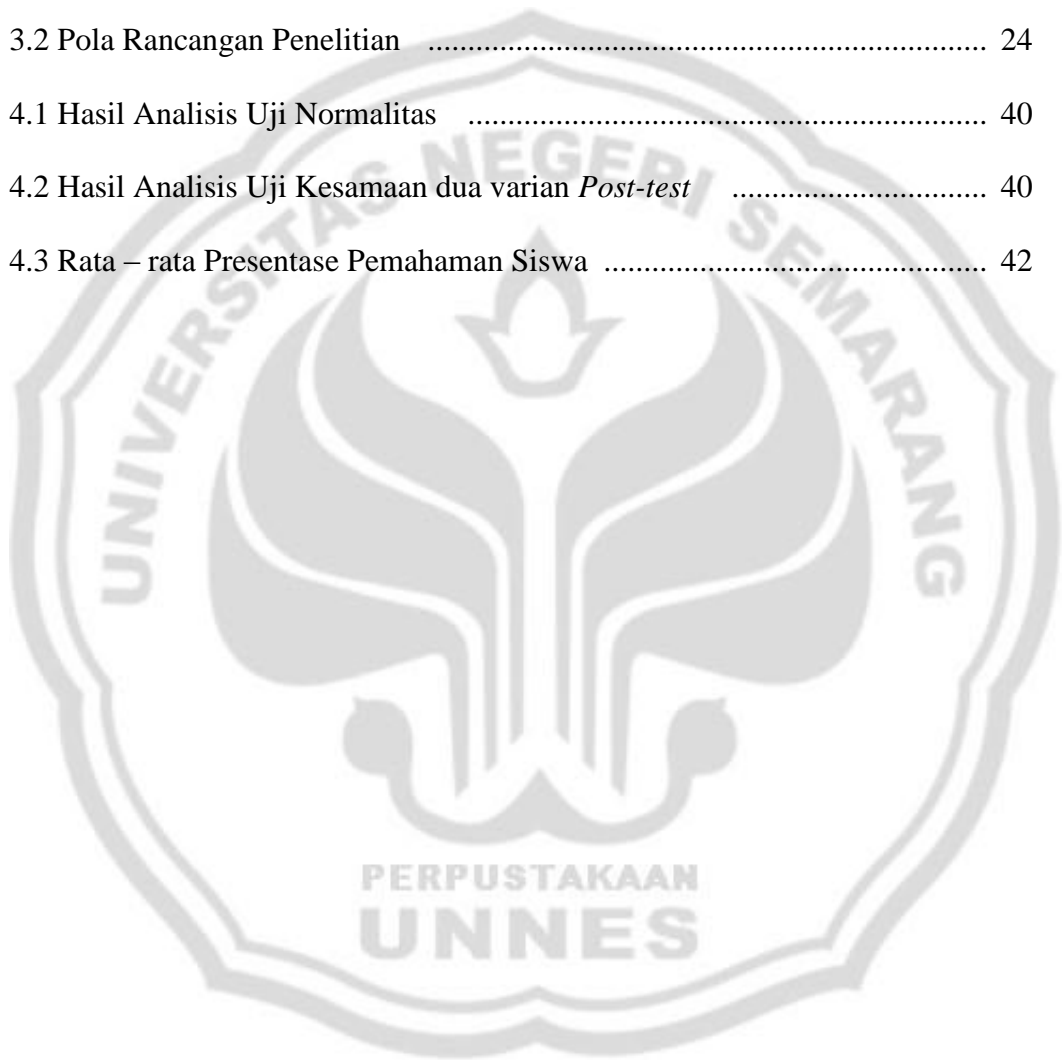 3.2 Pola Rancangan Penelitian ........................................................................ 24
4.1 Hasil Analisis Uji Normalitas ................................................................... 40
4.2 Hasil Analisis Uji Kesamaan dua varian Post-test ................................. 40
4.3 Rata – rata Presentase Pemahaman Siswa ................................................. 42
UNIVERSITAS NEGERI SEMARANG
PERPUSTAKAAN
UNNES